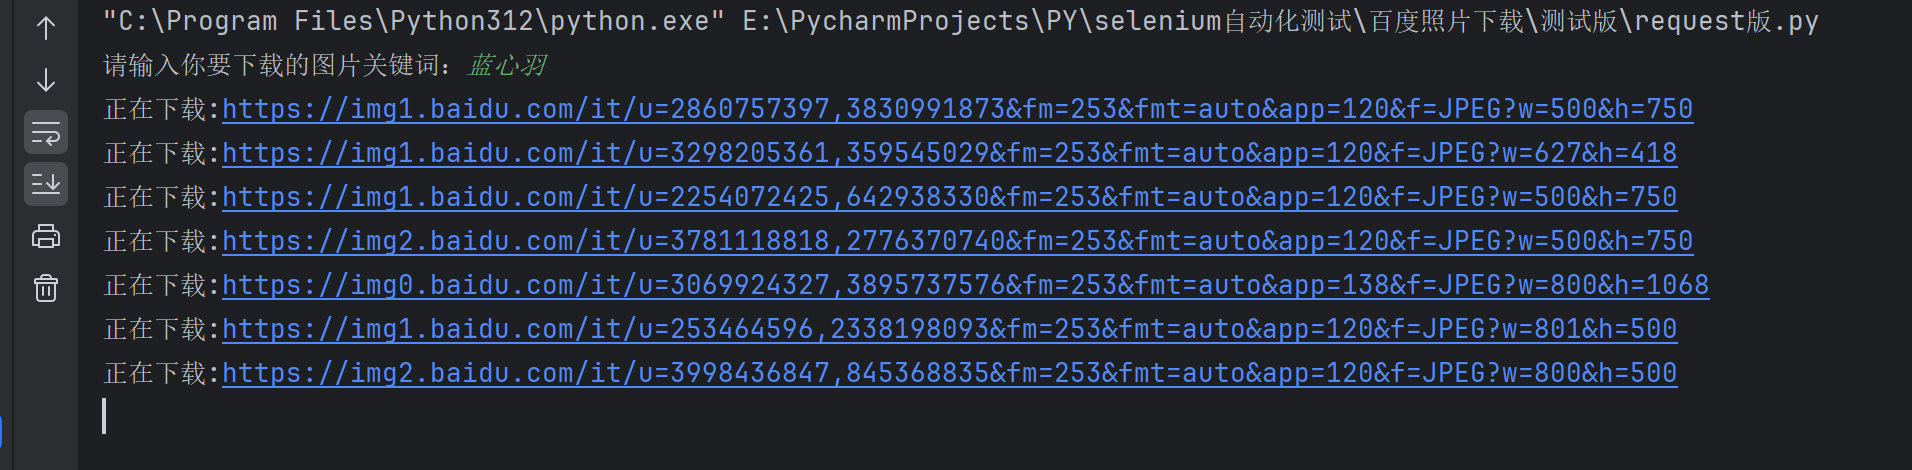 "C:\Program Files\Python312\python.exe" E:\PycharmProjects\PY\selenium自动化测试\百度照片下载\测试版\request版.py
请输入你要下载的图片关键词：蓝心羽
正在下载:https://img1.baidu.com/it/u=2860757397,3830991873&fm=253&fmt=auto&app=120&f=JPEG?w=500&h=750
正在下载:https://img1.baidu.com/it/u=3298205361,359545029&fm=253&fmt=auto&app=120&f=JPEG?w=627&h=418
正在下载:https://img1.baidu.com/it/u=2254072425,642938330&fm=253&fmt=auto&app=120&f=JPEG?w=500&h=750
正在下载:https://img2.baidu.com/it/u=3781118818,2776370740&fm=253&fmt=auto&app=120&f=JPEG?w=500&h=750
正在下载:https://img0.baidu.com/it/u=3069924327,3895737576&fm=253&fmt=auto&app=138&f=JPEG?w=800&h=1068
正在下载:https://img1.baidu.com/it/u=253464596,2338198093&fm=253&fmt=auto&app=120&f=JPEG?w=801&h=500
正在下载:https://img2.baidu.com/it/u=3998436847,845368835&fm=253&fmt=auto&app=120&f=JPEG?w=800&h=500